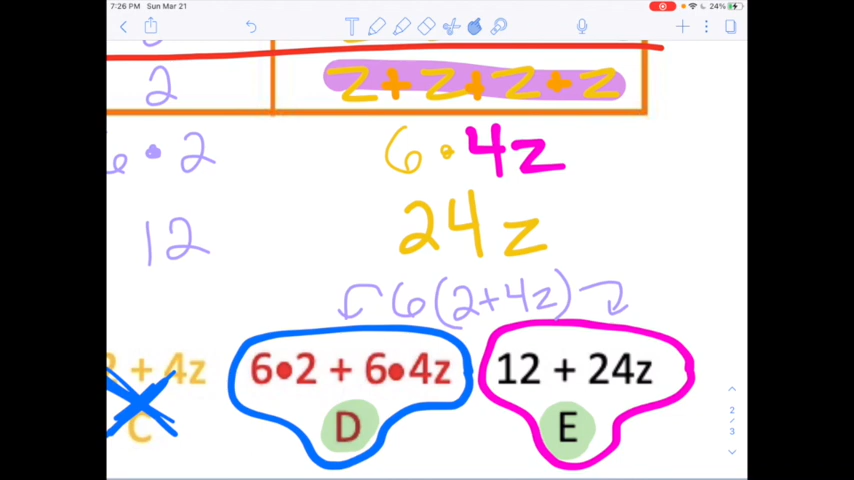 7:26 PM Sun Mar 21
24%
2 z + z + z + z
6 • 2 6 • 4z
12 24z
6(2+4z)
+ 4z 6•2 + 6•4z 12 + 24z
C D E
2
/
3